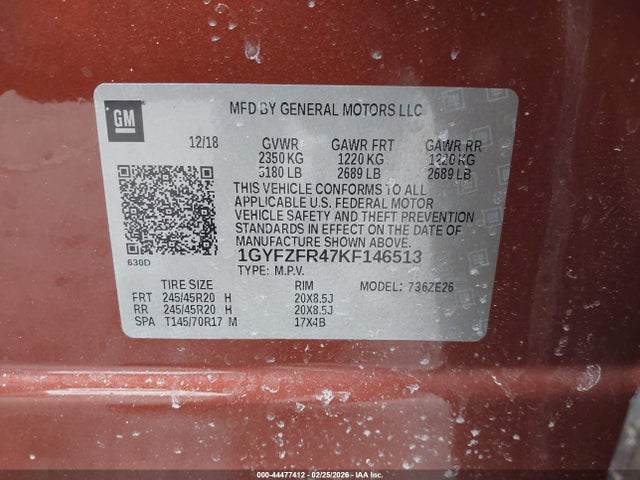 GM
MFD BY GENERAL MOTORS LLC
12/18 GVWR GAWR FRT GAWR RR
2350 KG 1220 KG 1220 KG
5180 LB 2689 LB 2689 LB
THIS VEHICLE CONFORMS TO ALL
APPLICABLE U.S. FEDERAL MOTOR
VEHICLE SAFETY AND THEFT PREVENTION
STANDARDS IN EFFECT ON THE DATE OF
MANUFACTURE SHOWN ABOVE.
630D 1GYFZFR47KF146513
TYPE: M.P.V. MODEL: 736ZE26
TIRE SIZE RIM
FRT 245/45R20 H 20X8.5J
RR 245/45R20 H 20X8.5J
SPA T145/70R17 M 17X4B
000-44477412 - 02/25/2026 - COPYRIGHT IAA, LLC.